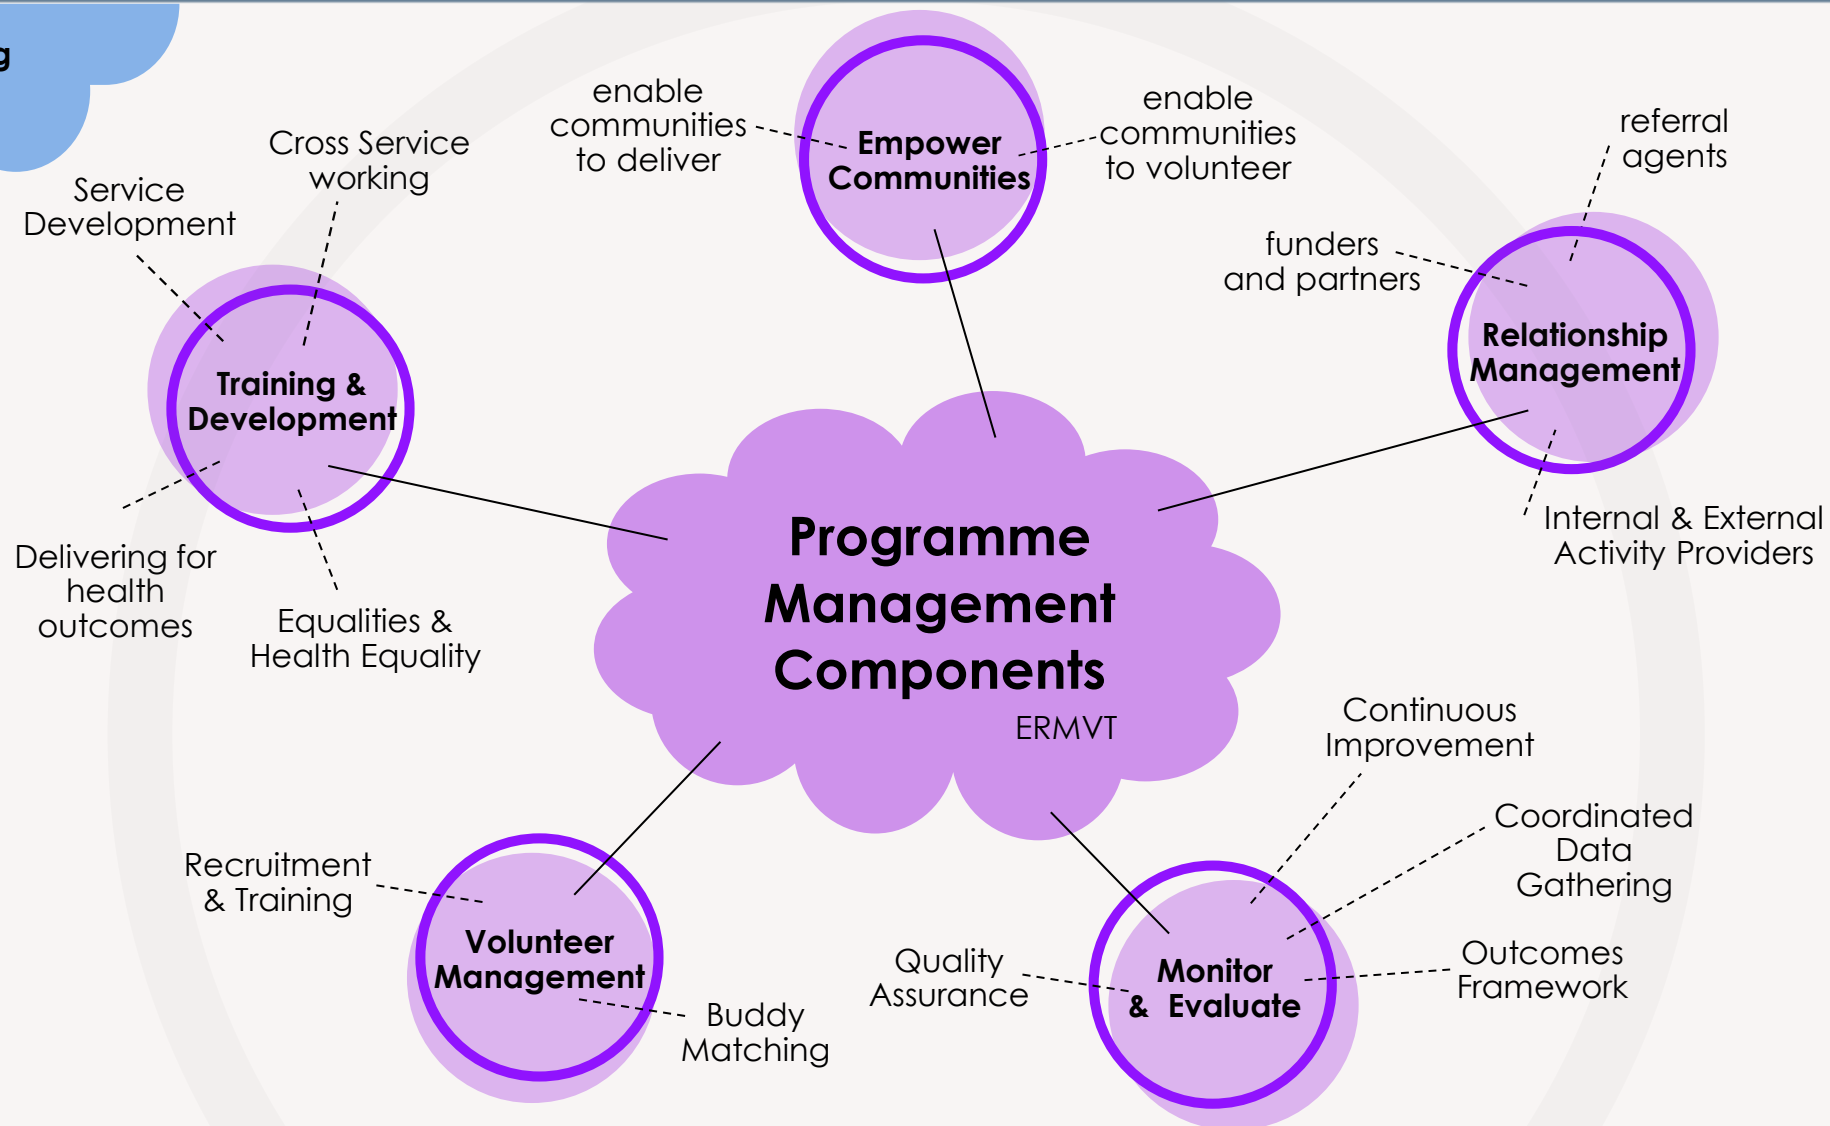 g
enable
communities
to deliver
Empower
Communities
enable
communities
to volunteer
referral
agents
funders
and partners
Relationship
Management
Internal & External
Activity Providers
Cross Service
working
Service
Development
Training &
Development
Delivering for
health
outcomes
Equalities &
Health Equality
Programme
Management
Components
ERMVT
Continuous
Improvement
Coordinated
Data
Gathering
Outcomes
Framework
Quality
Assurance
Monitor
& Evaluate
Recruitment
& Training
Volunteer
Management
Buddy
Matching